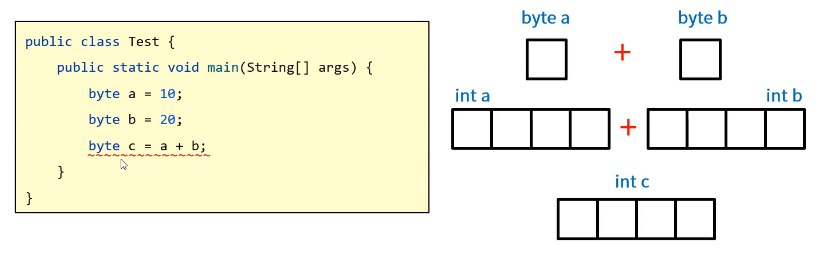 public class Test {
public static void main(String[] args) {
byte a = 10;
byte b = 20;
byte c = a + b;
}
}
byte a
byte b
+
int a
int b
+
int c